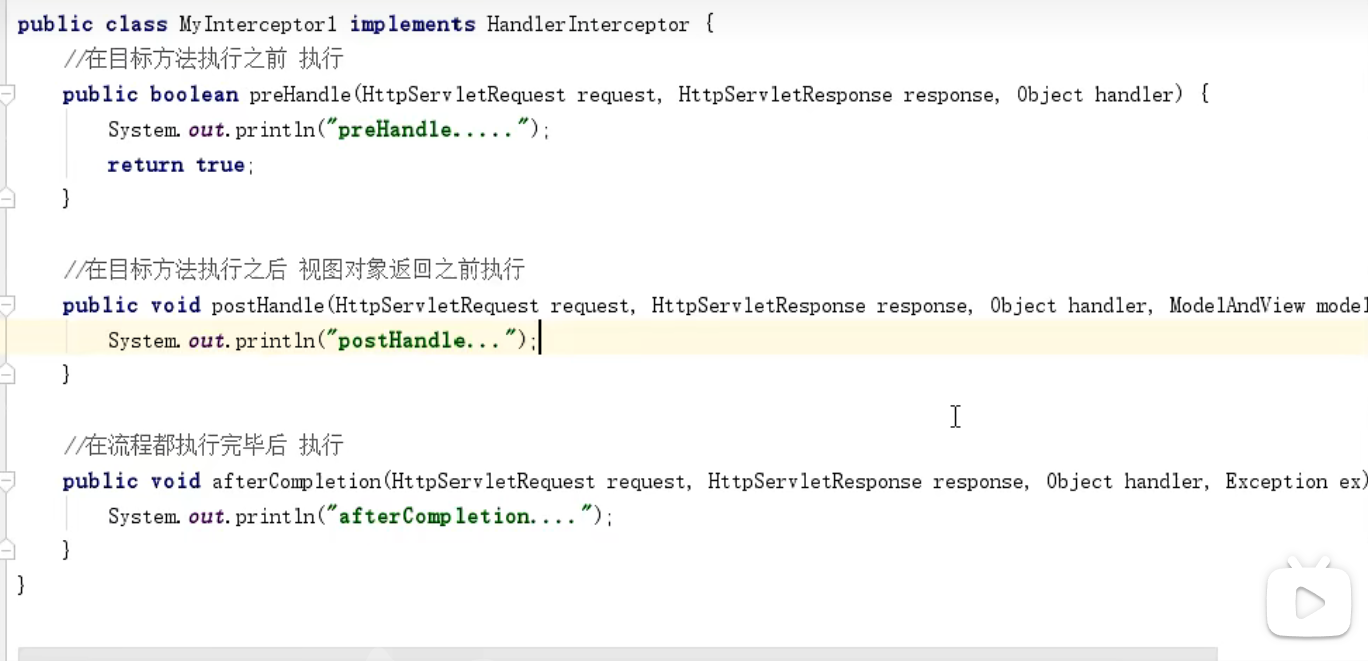 public class MyInterceptor1 implements HandlerInterceptor {
//在目标方法执行之前 执行
public boolean preHandle(HttpServletRequest request, HttpServletResponse response, Object handler) {
System.out.println("preHandle.....");
return true;
}
//在目标方法执行之后 视图对象返回之前执行
public void postHandle(HttpServletRequest request, HttpServletResponse response, Object handler, ModelAndView model
System.out.println("postHandle...");
}
//在流程都执行完毕后 执行
public void afterCompletion(HttpServletRequest request, HttpServletResponse response, Object handler, Exception ex)
System.out.println("afterCompletion....");
}
}